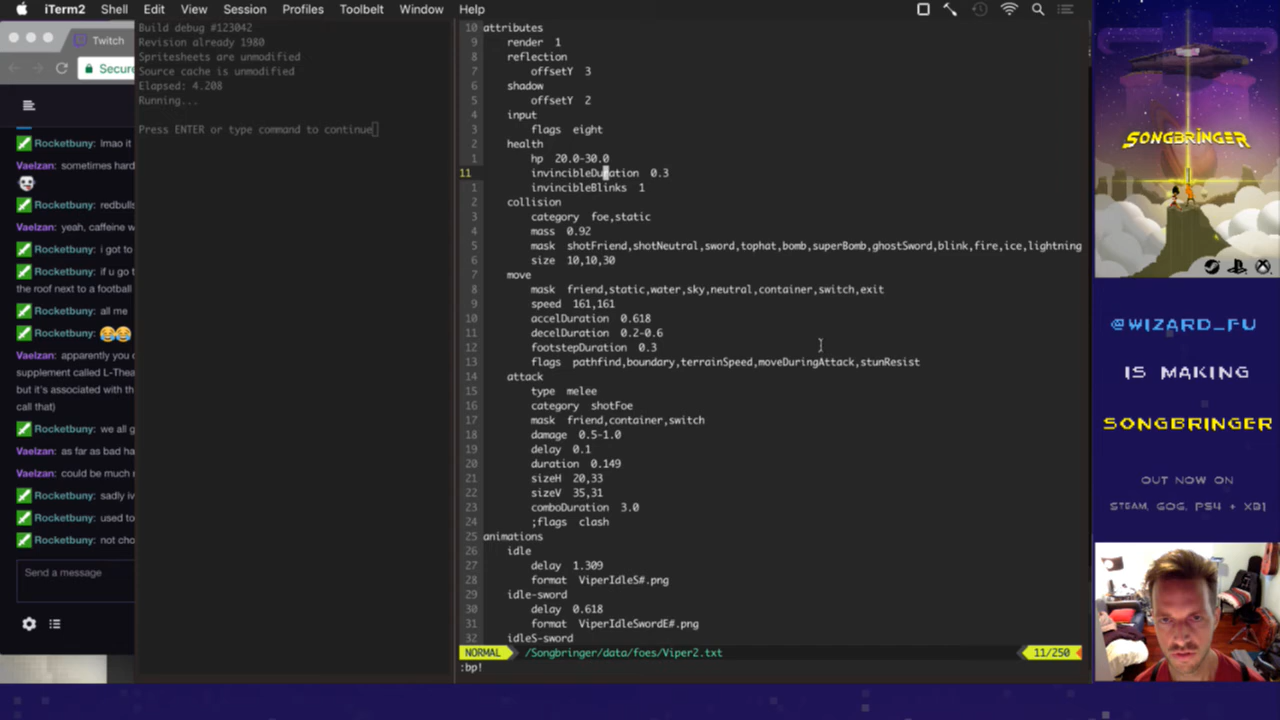 iTerm2 Shell Edit View Session Profiles Toolbelt Window Help
Twitch
Secure
Rocketbuny: lmao it
Vaelzan: sometimes hard
Rocketbuny: redbulls
Vaelzan: yeah, caffeine w
Rocketbuny: i got to
Rocketbuny: if u go t
the roof next to a football
Rocketbuny: all me
Rocketbuny:
Vaelzan: apparently you c
supplement called L-Thea
but it's associated with th
call that)
Rocketbuny: we all g
Vaelzan: as far as bad ha
Vaelzan: could be much r
Rocketbuny: sadly iv
Rocketbuny: used to
Rocketbuny: not cho
Send a message
Build debug #123042
Revision already 1980
Spritesheets are unmodified
Source cache is unmodified
Elapsed: 4.208
Running...
Press ENTER or type command to continue
10 attributes
9 render 1
8 reflection
7 offsetY 3
6 shadow
5 offsetY 2
4 input
3 flags eight
2 health
1 hp 20.0-30.0
11 invincibleDuration 0.3
1 invincibleBlinks 1
2 collision
3 category foe,static
4 mass 0.92
5 mask shotFriend,shotNeutral,sword,tophat,bomb,superBomb,ghostSword,blink,fire,ice,lightning
6 size 10,10,30
7 move
8 mask friend,static,water,sky,neutral,container,switch,exit
9 speed 161,161
10 accelDuration 0.618
11 decelDuration 0.2-0.6
12 footstepDuration 0.3
13 flags pathfind,boundary,terrainSpeed,moveDuringAttack,stunResist
14 attack
15 type melee
16 category shotFoe
17 mask friend,container,switch
18 damage 0.5-1.0
19 delay 0.1
20 duration 0.149
21 sizeH 20,33
22 sizeV 35,31
23 comboDuration 3.0
24 ;flags clash
25 animations
26 idle
27 delay 1.309
28 format ViperIdleS#.png
29 idle-sword
30 delay 0.618
31 format ViperIdleSwordE#.png
32 idleS-sword
NORMAL /Songbringer/data/foes/Viper2.txt 11/250
:bp!
SONGBRINGER
@WIZARD_FU
IS MAKING
SONGBRINGER
OUT NOW ON
STEAM, GOG, PS4 + XB1